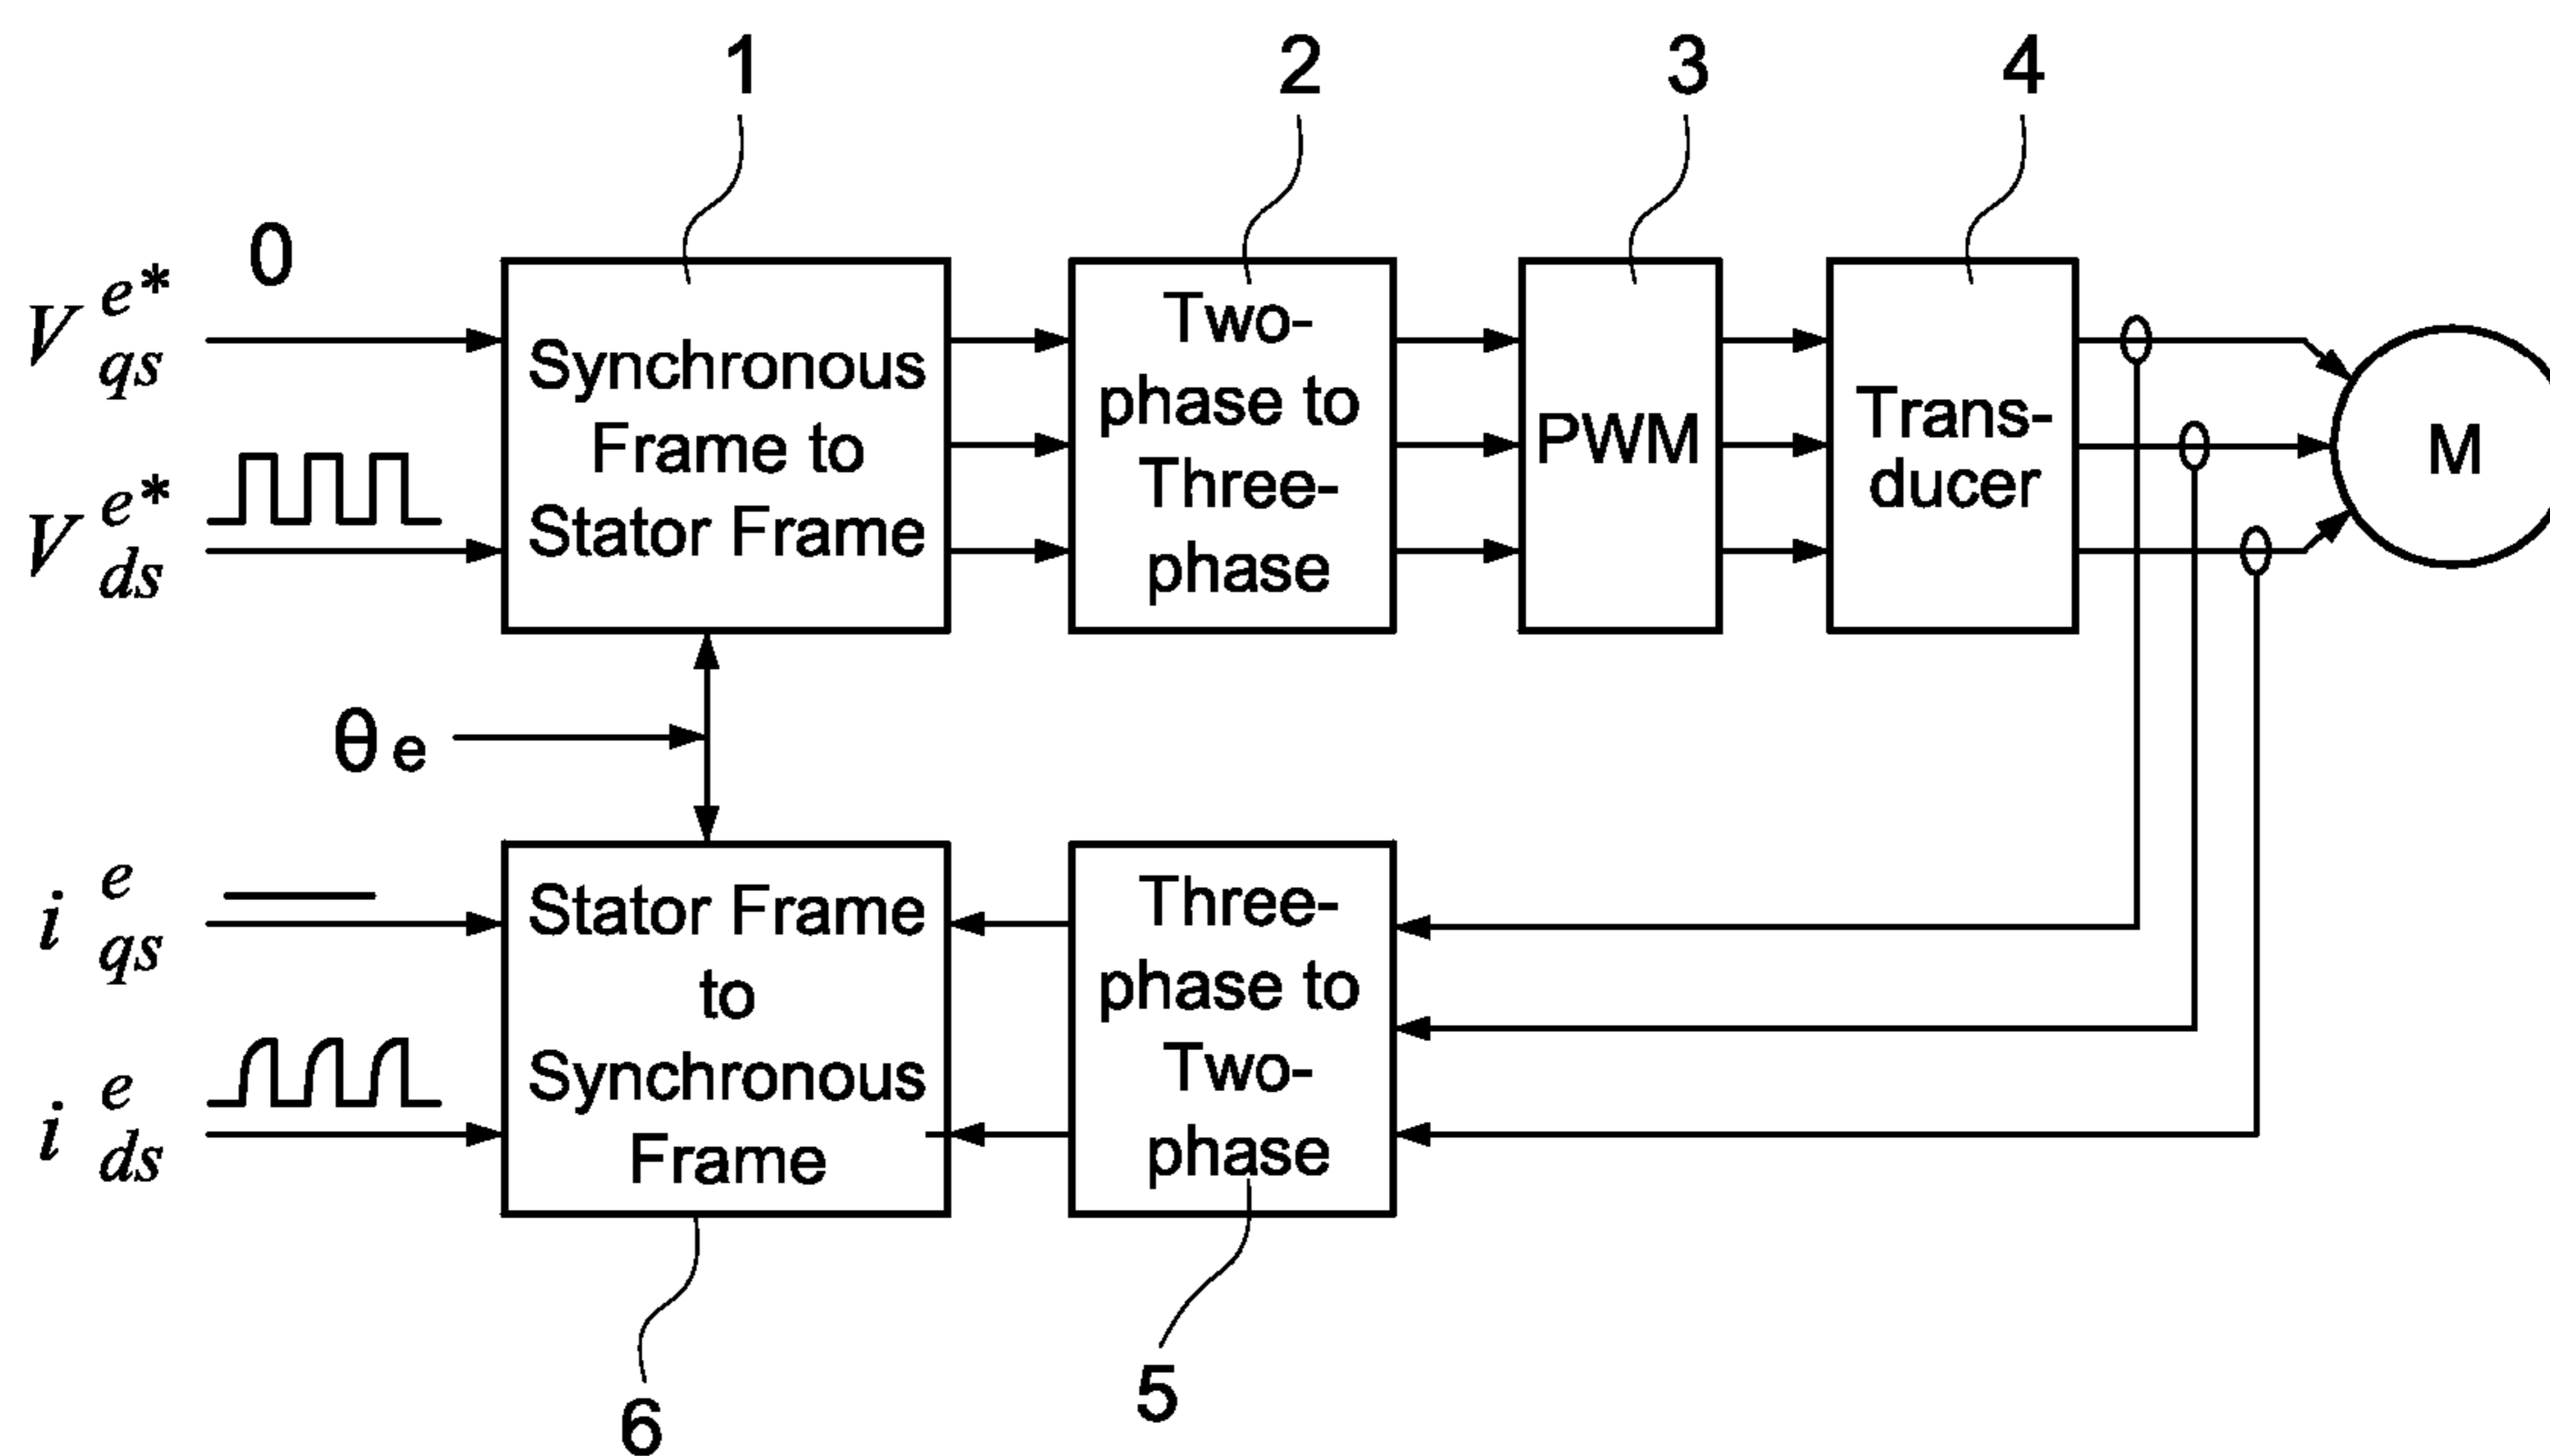 1
2
3
4
0
V e* qs
V e* ds
Synchronous
Frame to
Stator Frame
Two-
phase to
Three-
phase
PWM
Trans-
ducer
M
θ e
i e qs
i e ds
Stator Frame
to
Synchronous
Frame
Three-
phase to
Two-
phase
6
5